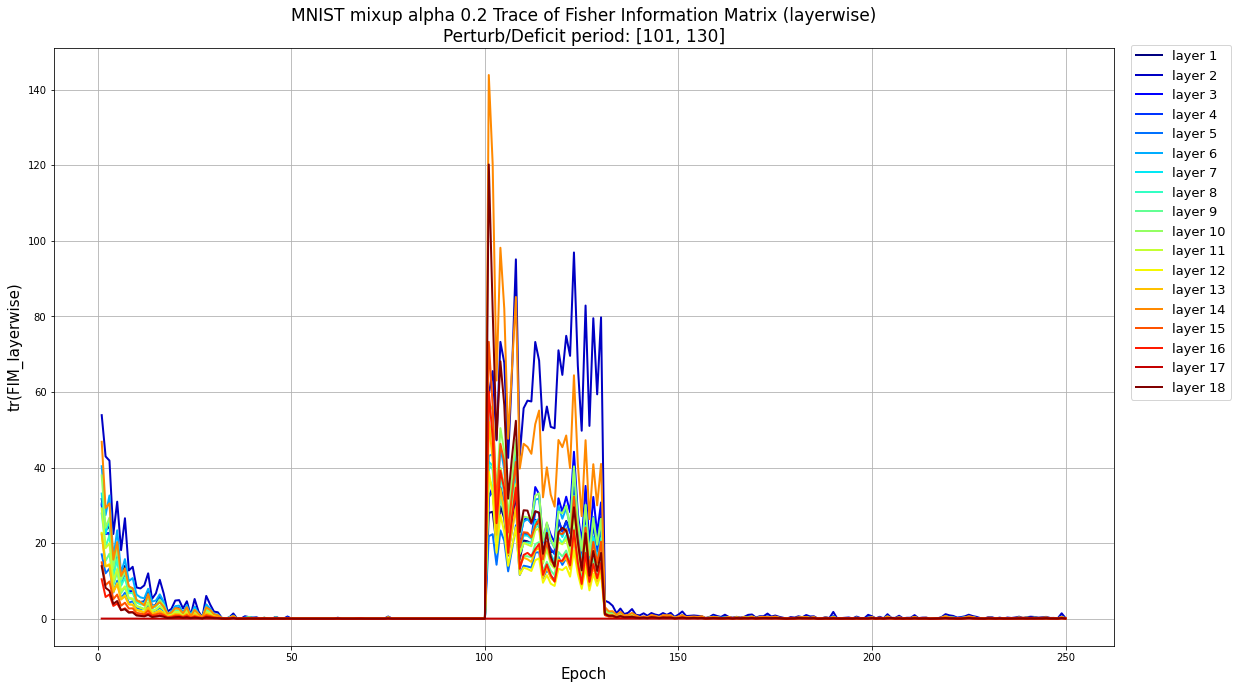 MNIST mixup alpha 0.2 Trace of Fisher Information Matrix (layerwise)
Perturb/Deficit period: [101, 130]
tr(FIM_layerwise)
140
120
100
80
60
40
20
0
0
50
100
150
200
250
Epoch
layer 1
layer 2
layer 3
layer 4
layer 5
layer 6
layer 7
layer 8
layer 9
layer 10
layer 11
layer 12
layer 13
layer 14
layer 15
layer 16
layer 17
layer 18